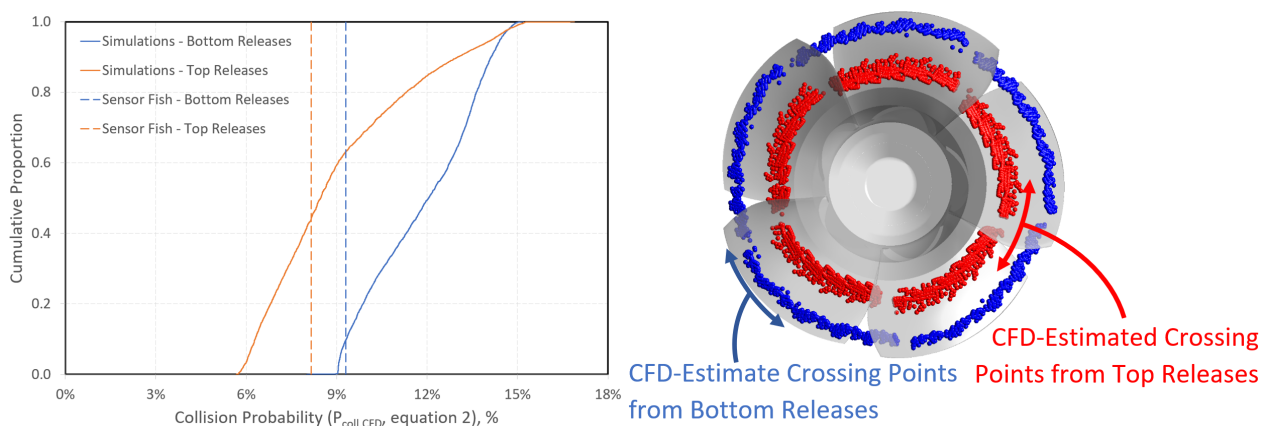 1.0
0.8
0.6
0.4
0.2
0.0
Cumulative Proportion
Simulations - Bottom Releases
Simulations - Top Releases
Sensor Fish - Bottom Releases
Sensor Fish - Top Releases
0% 3% 6% 9% 12% 15% 18%
Collision Probability (Pcoll,CFD, equation 2), %
CFD-Estimate Crossing Points
from Bottom Releases
CFD-Estimated Crossing
Points from Top Releases